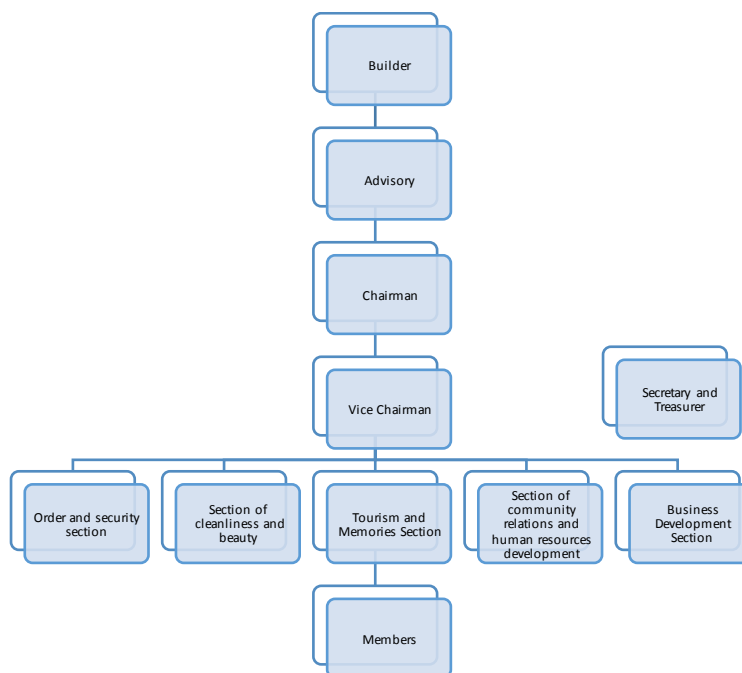 Builder
Advisory
Chairman
Secretary and
Treasurer
Vice Chairman
Order and security
section
Section of
cleanliness and
beauty
Tourism and
Memories Section
Section of
community
relations and
human resources
development
Business
Development
Section
Members